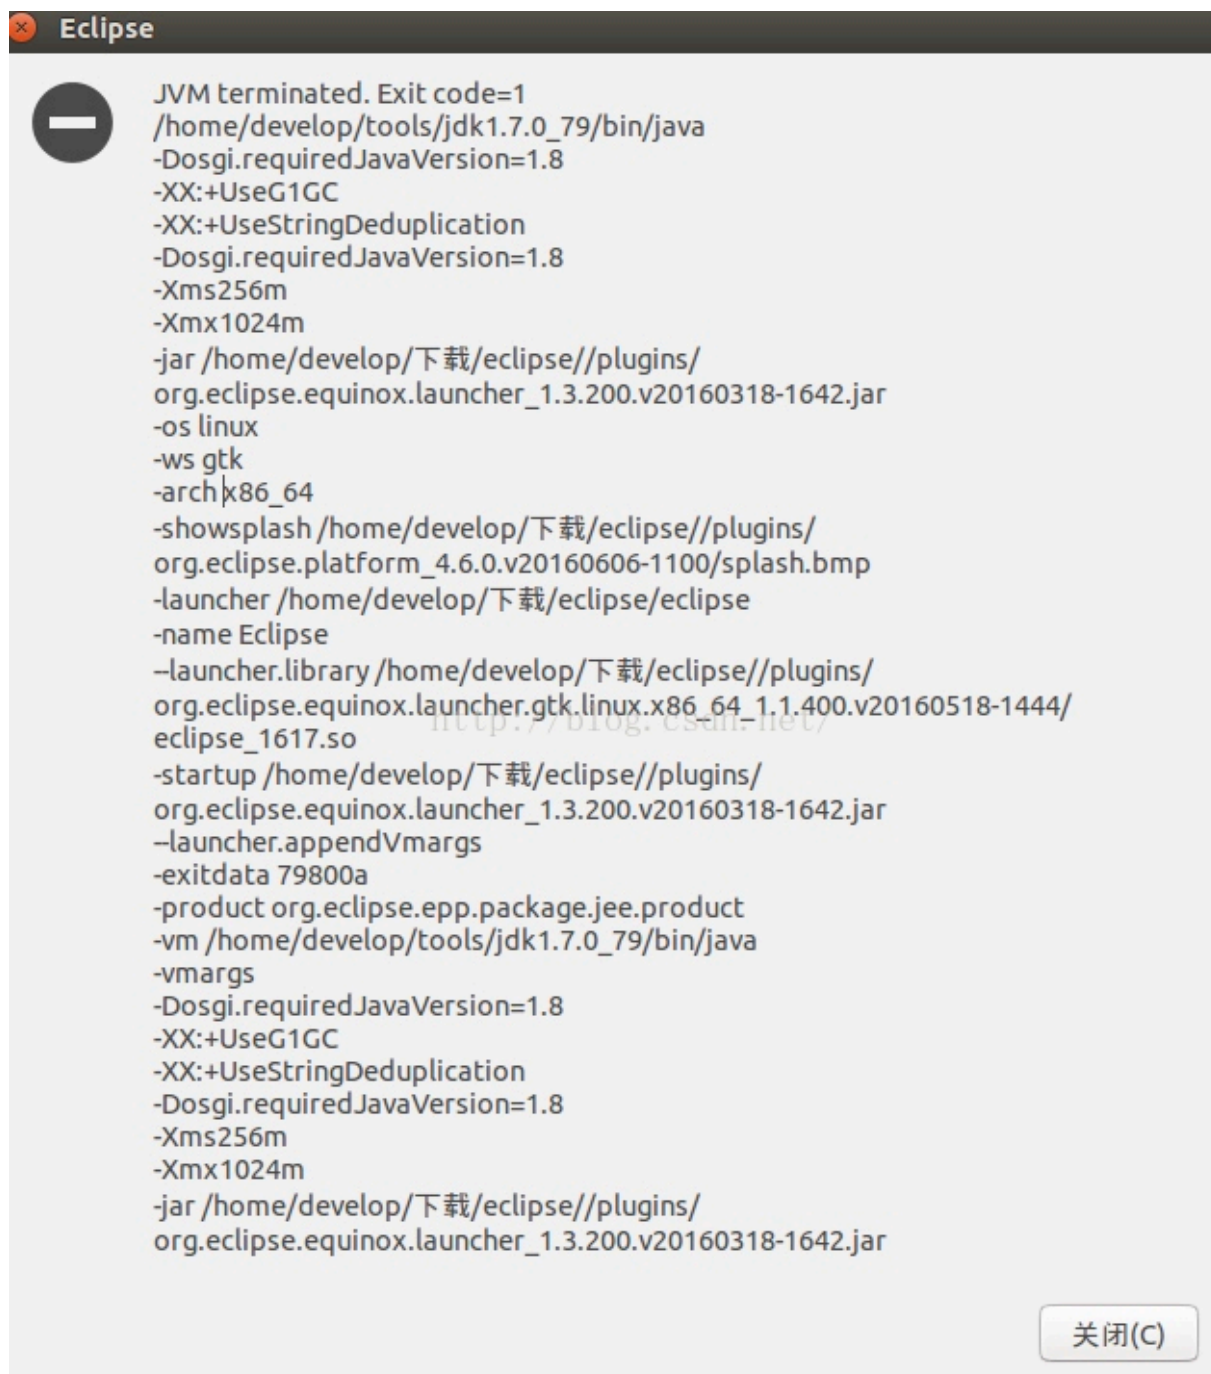 Eclipse
JVM terminated. Exit code=1
/home/develop/tools/jdk1.7.0_79/bin/java
-Dosgi.requiredJavaVersion=1.8
-XX:+UseG1GC
-XX:+UseStringDeduplication
-Dosgi.requiredJavaVersion=1.8
-Xms256m
-Xmx1024m
-jar /home/develop/下载/eclipse//plugins/
org.eclipse.equinox.launcher_1.3.200.v20160318-1642.jar
-os linux
-ws gtk
-arch x86_64
-showsplash /home/develop/下载/eclipse//plugins/
org.eclipse.platform_4.6.0.v20160606-1100/splash.bmp
-launcher /home/develop/下载/eclipse/eclipse
-name Eclipse
--launcher.library /home/develop/下载/eclipse//plugins/
org.eclipse.equinox.launcher.gtk.linux.x86_64_1.1.400.v20160518-1444/
http://blog.csdn.net/
eclipse_1617.so
-startup /home/develop/下载/eclipse//plugins/
org.eclipse.equinox.launcher_1.3.200.v20160318-1642.jar
--launcher.appendVmargs
-exitdata 79800a
-product org.eclipse.epp.package.jee.product
-vm /home/develop/tools/jdk1.7.0_79/bin/java
-vmargs
-Dosgi.requiredJavaVersion=1.8
-XX:+UseG1GC
-XX:+UseStringDeduplication
-Dosgi.requiredJavaVersion=1.8
-Xms256m
-Xmx1024m
-jar /home/develop/下载/eclipse//plugins/
org.eclipse.equinox.launcher_1.3.200.v20160318-1642.jar
关闭(C)